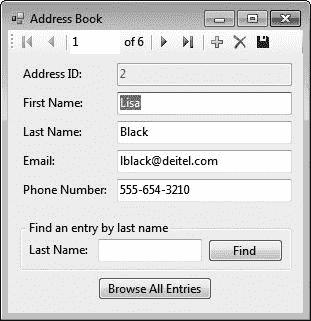 Address Book
1 of 6
Address ID: 2
First Name: Lisa
Last Name: Black
Email: lblack@deitel.com
Phone Number: 555-654-3210
Find an entry by last name
Last Name: Find
Browse All Entries